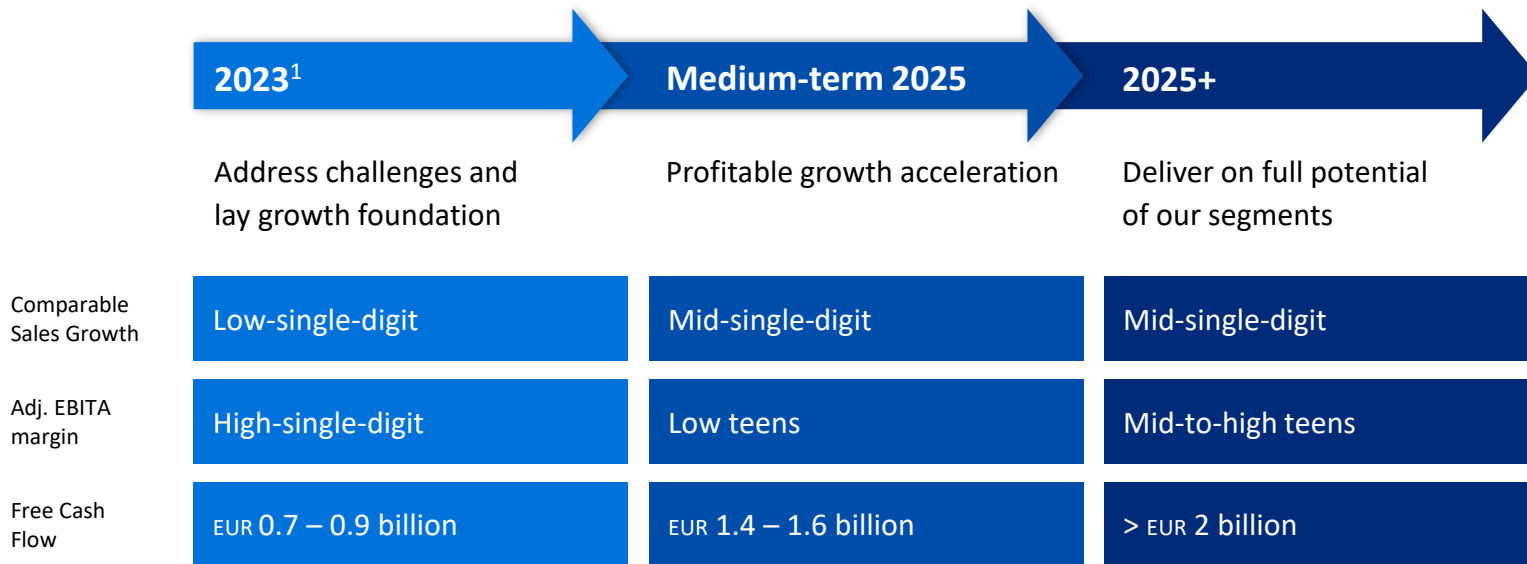 2023¹
Medium-term 2025
2025+
Address challenges and
lay growth foundation
Profitable growth acceleration
Deliver on full potential
of our segments
Comparable
Sales Growth
Low-single-digit
Mid-single-digit
Mid-single-digit
Adj. EBITA
margin
High-single-digit
Low teens
Mid-to-high teens
Free Cash
Flow
EUR 0.7 – 0.9 billion
EUR 1.4 – 1.6 billion
> EUR 2 billion